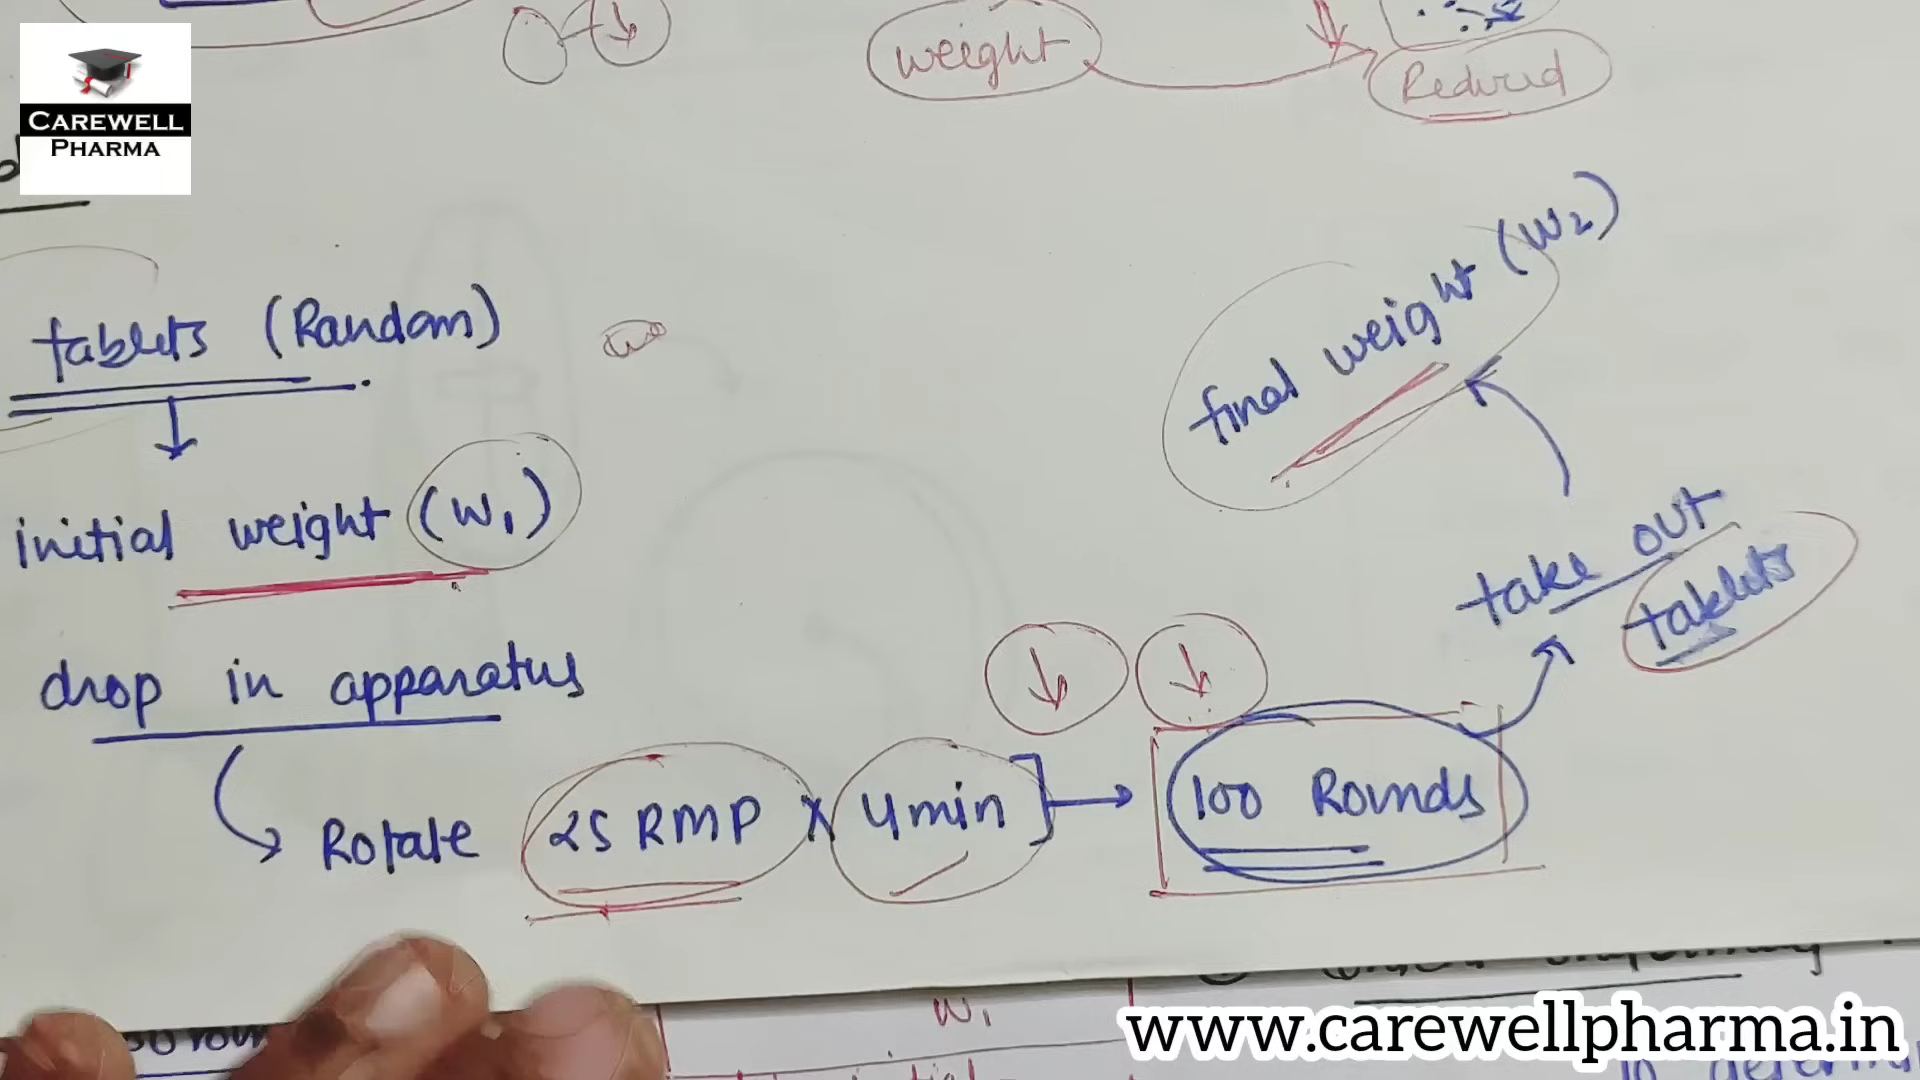 CAREWELL
PHARMA
weight
Reduced
tablets (Random)
initial weight (W1)
drop in apparatus
Rotate 25 RMP X 4min] → 100 Rounds
take out
tablets
final weight (W2)
W1
www.carewellpharma.in